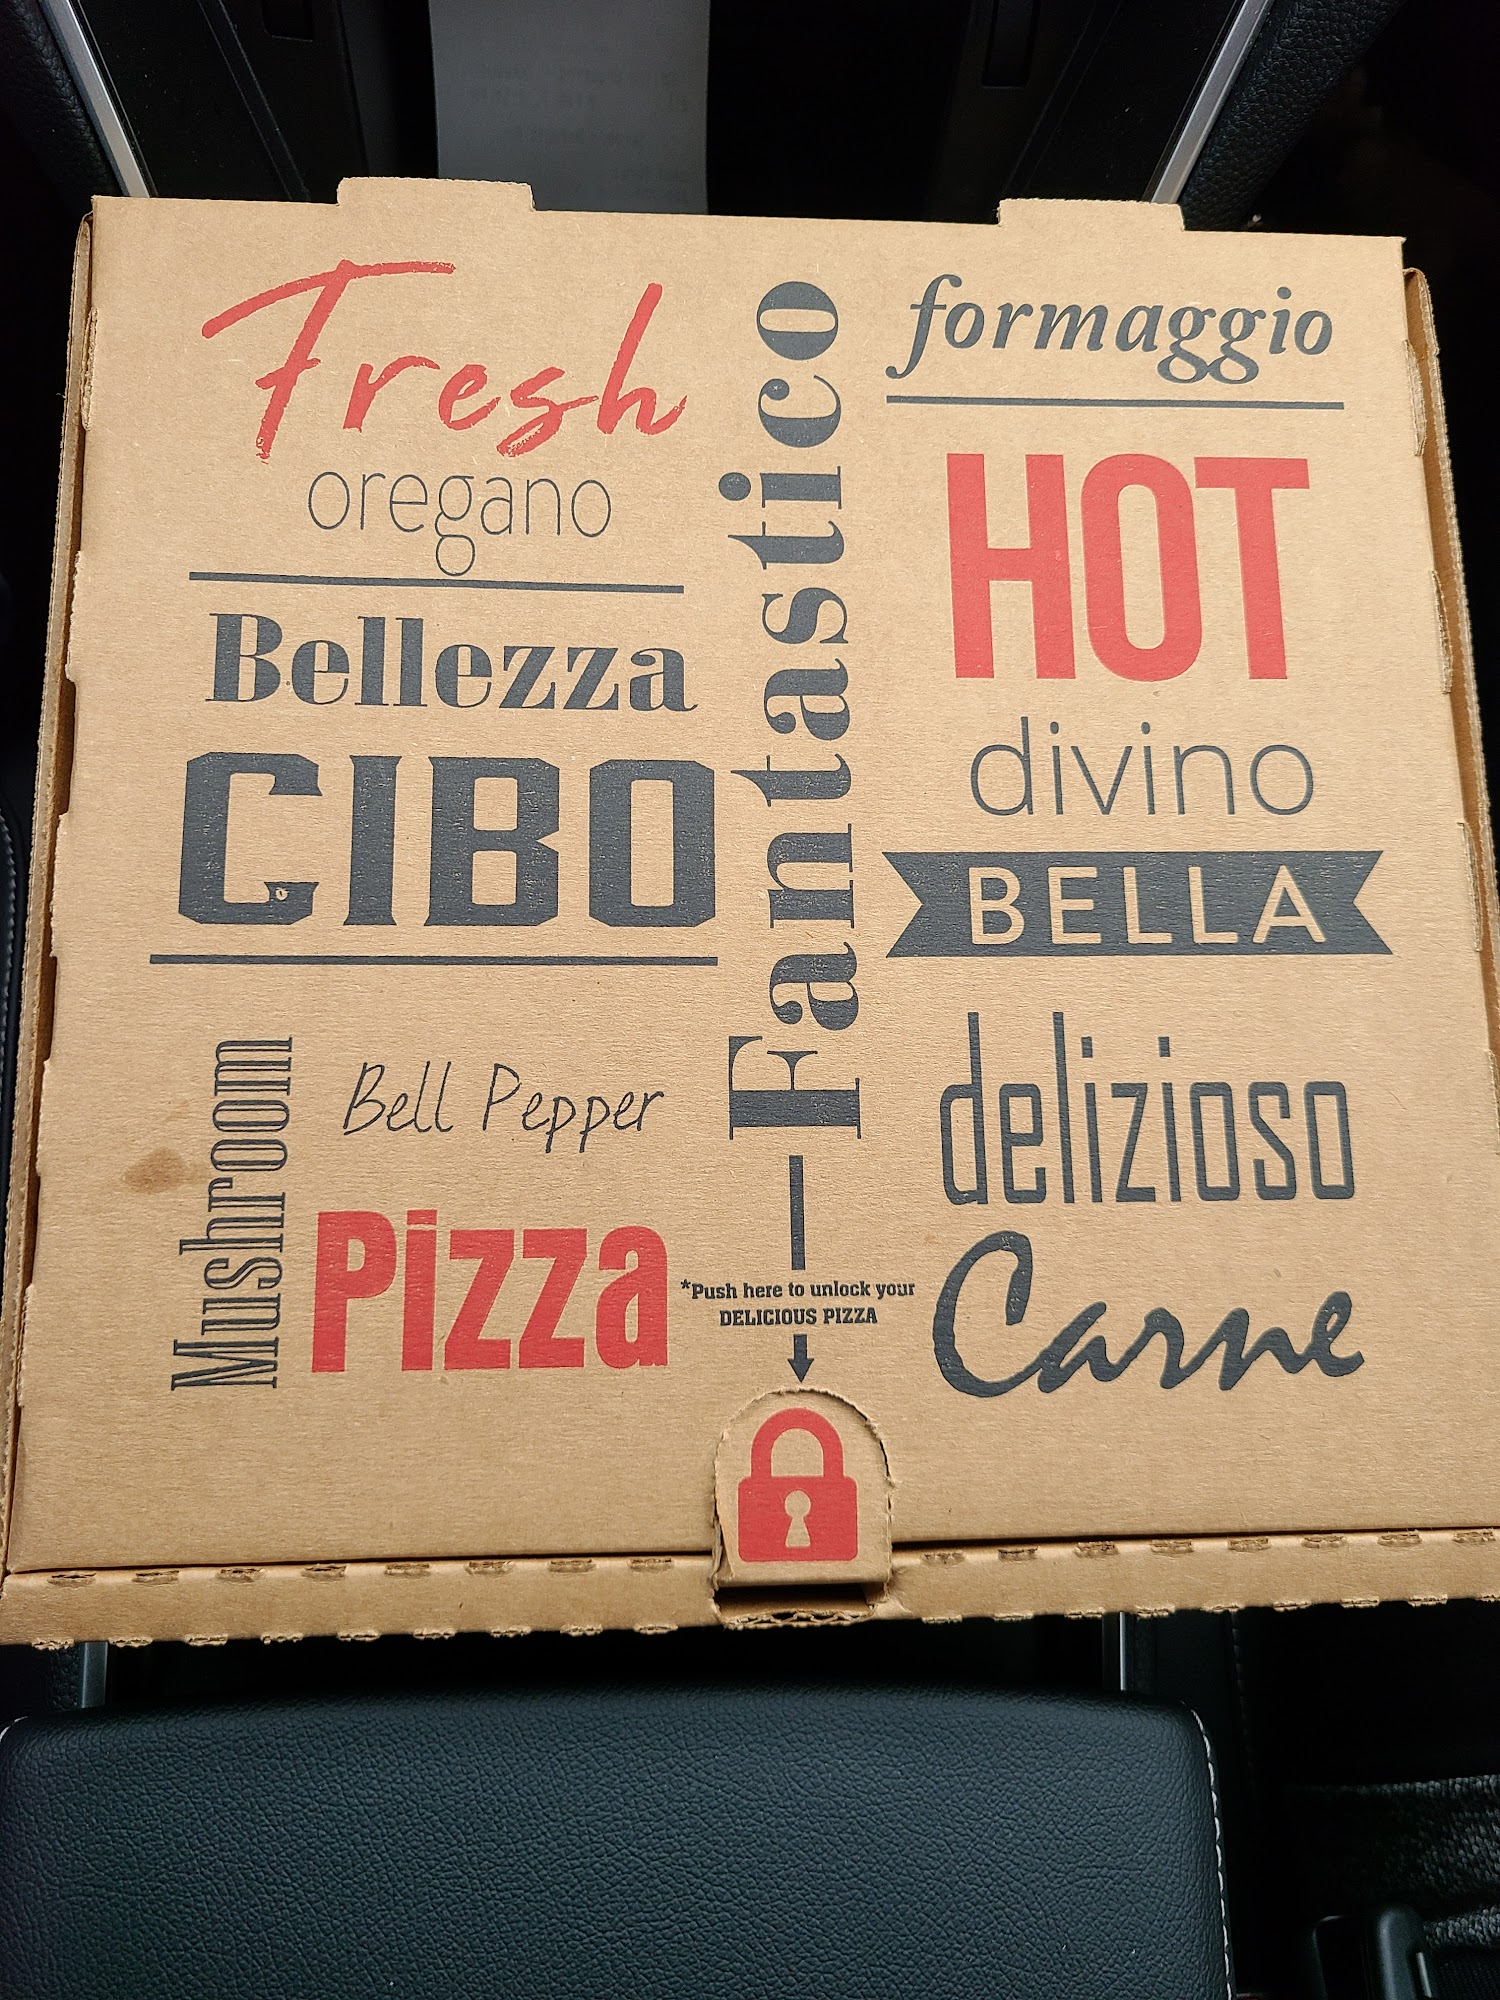 Fresh
oregano
Bellezza
CIBO
Mushroom
Bell Pepper
Pizza
Fantastico
*Push here to unlock your
DELICIOUS PIZZA
formaggio
HOT
divino
BELLA
delizioso
Carne